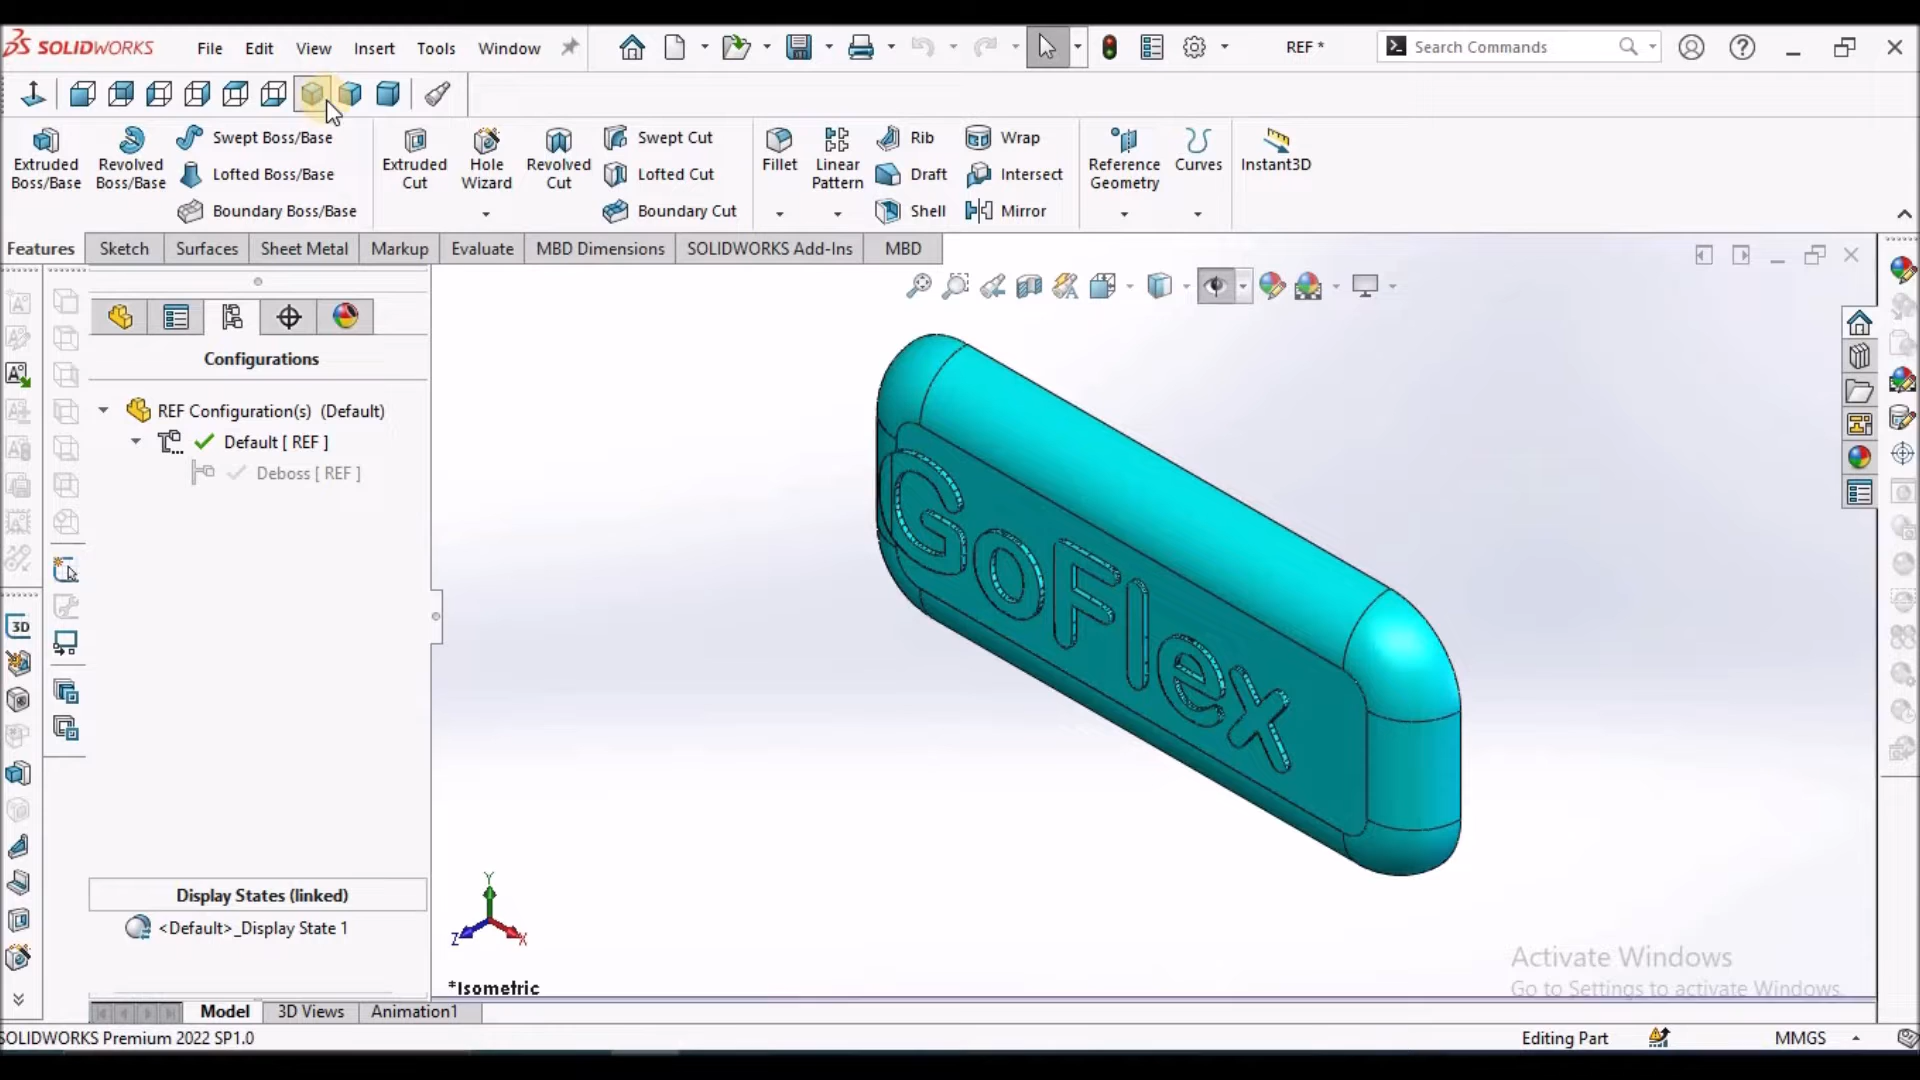 SOLIDWORKS File Edit View Insert Tools Window REF * Search Commands
Extruded Boss/Base
Revolved Boss/Base
Swept Boss/Base
Lofted Boss/Base
Boundary Boss/Base
Extruded Cut
Hole Wizard
Revolved Cut
Swept Cut
Lofted Cut
Boundary Cut
Fillet
Linear Pattern
Rib
Draft
Shell
Wrap
Intersect
Mirror
Reference Geometry
Curves
Instant3D
Features Sketch Surfaces Sheet Metal Markup Evaluate MBD Dimensions SOLIDWORKS Add-Ins MBD
Configurations
REF Configuration(s) (Default)
Default [ REF ]
Deboss [ REF ]
3D
GoFlex
Display States (linked)
<Default>_Display State 1
Y
Z
X
*Isometric
Activate Windows
Go to Settings to activate Windows.
Model 3D Views Animation1
SOLIDWORKS Premium 2022 SP1.0 Editing Part MMGS